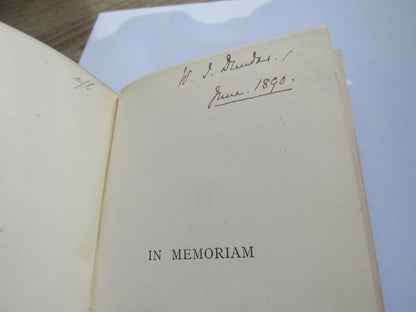 W. J. Dundas.
June. 1890.
IN MEMORIAM